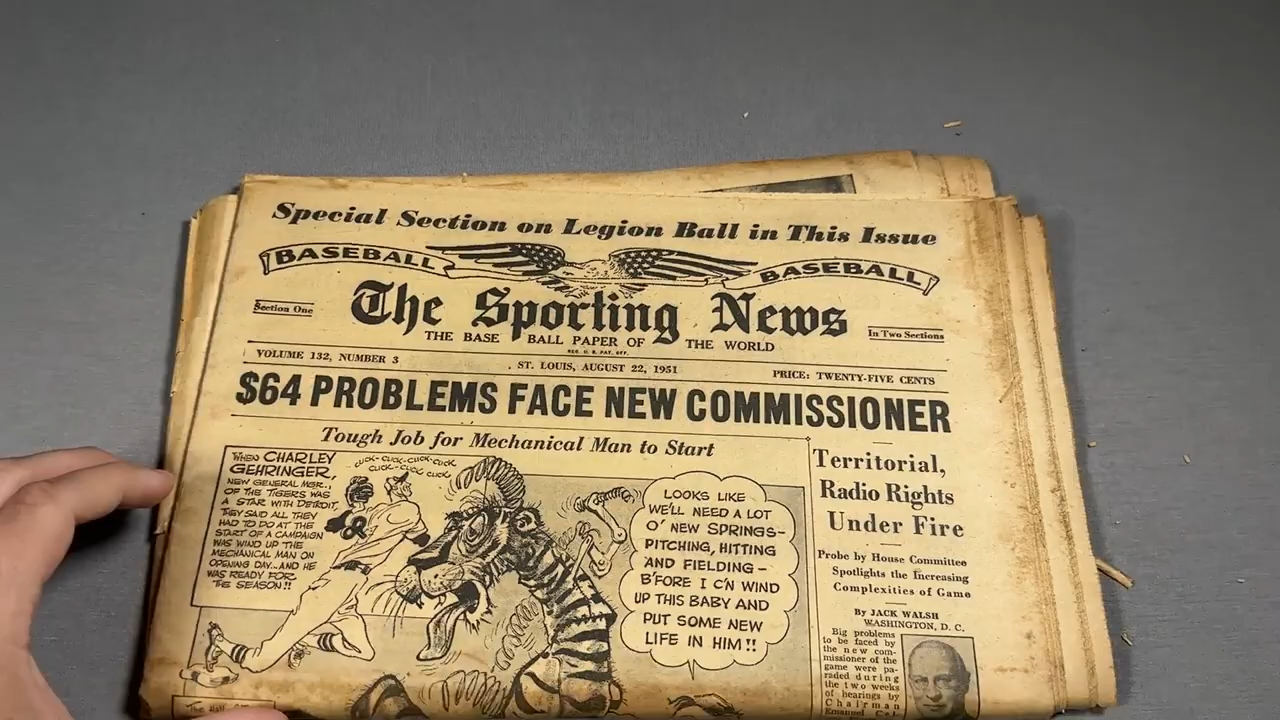 Special Section on Legion Ball in This Issue
BASEBALL
BASEBALL
Section One
The Sporting News
In Two Sections
THE BASE BALL PAPER OF THE WORLD
REG. U. S. PAT. OFF.
VOLUME 132, NUMBER 3
ST. LOUIS, AUGUST 22, 1951
PRICE: TWENTY-FIVE CENTS
$64 PROBLEMS FACE NEW COMMISSIONER
Tough Job for Mechanical Man to Start
WHEN CHARLEY
GEHRINGER,
NEW GENERAL MGR.,
OF THE TIGERS WAS
A STAR WITH DETROIT,
THEY SAID ALL THEY
HAD TO DO AT THE
START OF A CAMPAIGN
WAS WIND UP THE
MECHANICAL MAN ON
OPENING DAY...AND HE
WAS READY FOR
THE SEASON!!
CLICK-CLICK-CLICK-CLICK
CLICK-CLICK CLICK
LOOKS LIKE
WE'LL NEED A LOT
O' NEW SPRINGS-
PITCHING, HITTING
AND FIELDING -
B'FORE I C'N WIND
UP THIS BABY AND
PUT SOME NEW
LIFE IN HIM!!
Territorial,
Radio Rights
Under Fire
Probe by House Committee
Spotlights the Increasing
Complexities of Game
By JACK WALSH
WASHINGTON, D. C.
Big problems
to be faced by
the new com-
missioner of the
game were pa-
raded during
the two weeks
of hearings by
Chairman
Emanuel Cel-